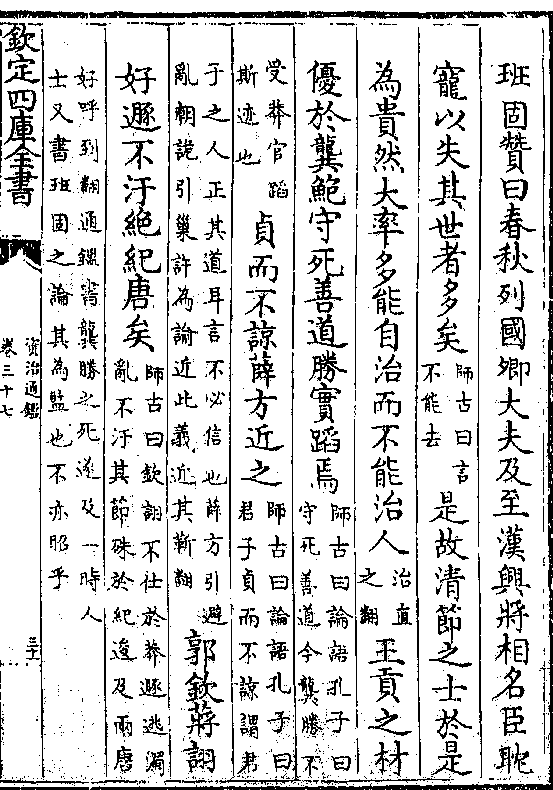 班固贊曰春秋列國卿大夫及至漢興將相名臣耽
寵以失其世者多矣師古曰言不能去是故清節之士於是
為貴然大率多能自治而不能治人治直之翻王貢之材
優於龔鮑守死善道勝實蹈焉師古曰論語孔子曰守死善道今龔勝不
受莽官蹈斯迹也貞而不諒薛方近之師古曰論語孔子曰君子貞而不諒謂君
子之人正其道耳言不必信也薛方引避亂朝詭引巢許為諭近此義近其靳翻郭欽蔣詡
好遯不汙絶紀唐矣師古曰欽詡不仕於莽遯逃濁亂不汙其節殊於紀逡及兩唐
好呼到翻通鑑書龔勝之死遂及一時人
士又書班固之論其為監也不亦昭乎
欽定四庫全書
資治通鑑
卷三十七